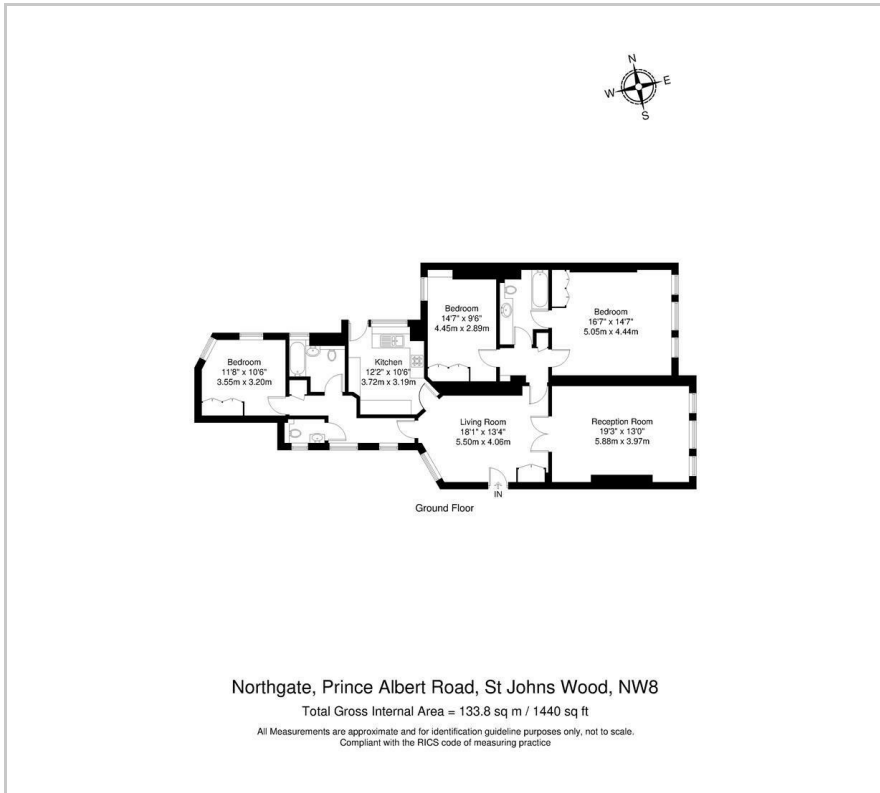 N
W E
S
Bedroom
14'7" x 9'6"
4.45m x 2.89m
Bedroom
16'7" x 14'7"
5.05m x 4.44m
Bedroom
11'8" x 10'6"
3.55m x 3.20m
Kitchen
12'2" x 10'6"
3.72m x 3.19m
Living Room
18'1" x 13'4"
5.50m x 4.06m
Reception Room
19'3" x 13'0"
5.88m x 3.97m
IN
Ground Floor
Northgate, Prince Albert Road, St Johns Wood, NW8
Total Gross Internal Area = 133.8 sq m / 1440 sq ft
All Measurements are approximate and for identification guideline purposes only, not to scale.
Compliant with the RICS code of measuring practice